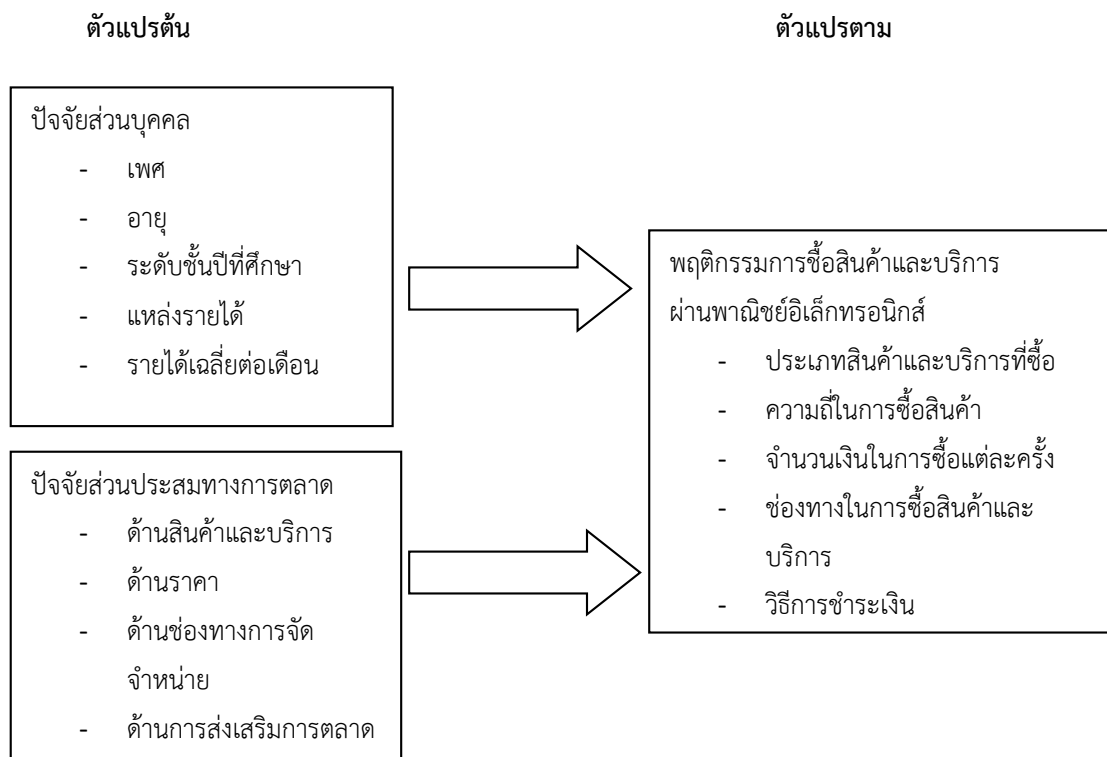 ตัวแปรต้น
ตัวแปรตาม
ปัจจัยส่วนบุคคล
- เพศ
- อายุ
- ระดับชั้นปีที่ศึกษา
- แหล่งรายได้
- รายได้เฉลี่ยต่อเดือน
ปัจจัยส่วนประสมทางการตลาด
- ด้านสินค้าและบริการ
- ด้านราคา
- ด้านช่องทางการจัด
จำหน่าย
- ด้านการส่งเสริมการตลาด
พฤติกรรมการซื้อสินค้าและบริการ
ผ่านพาณิชย์อิเล็กทรอนิกส์
- ประเภทสินค้าและบริการที่ซื้อ
- ความถี่ในการซื้อสินค้า
- จำนวนเงินในการซื้อแต่ละครั้ง
- ช่องทางในการซื้อสินค้าและ
บริการ
- วิธีการชำระเงิน